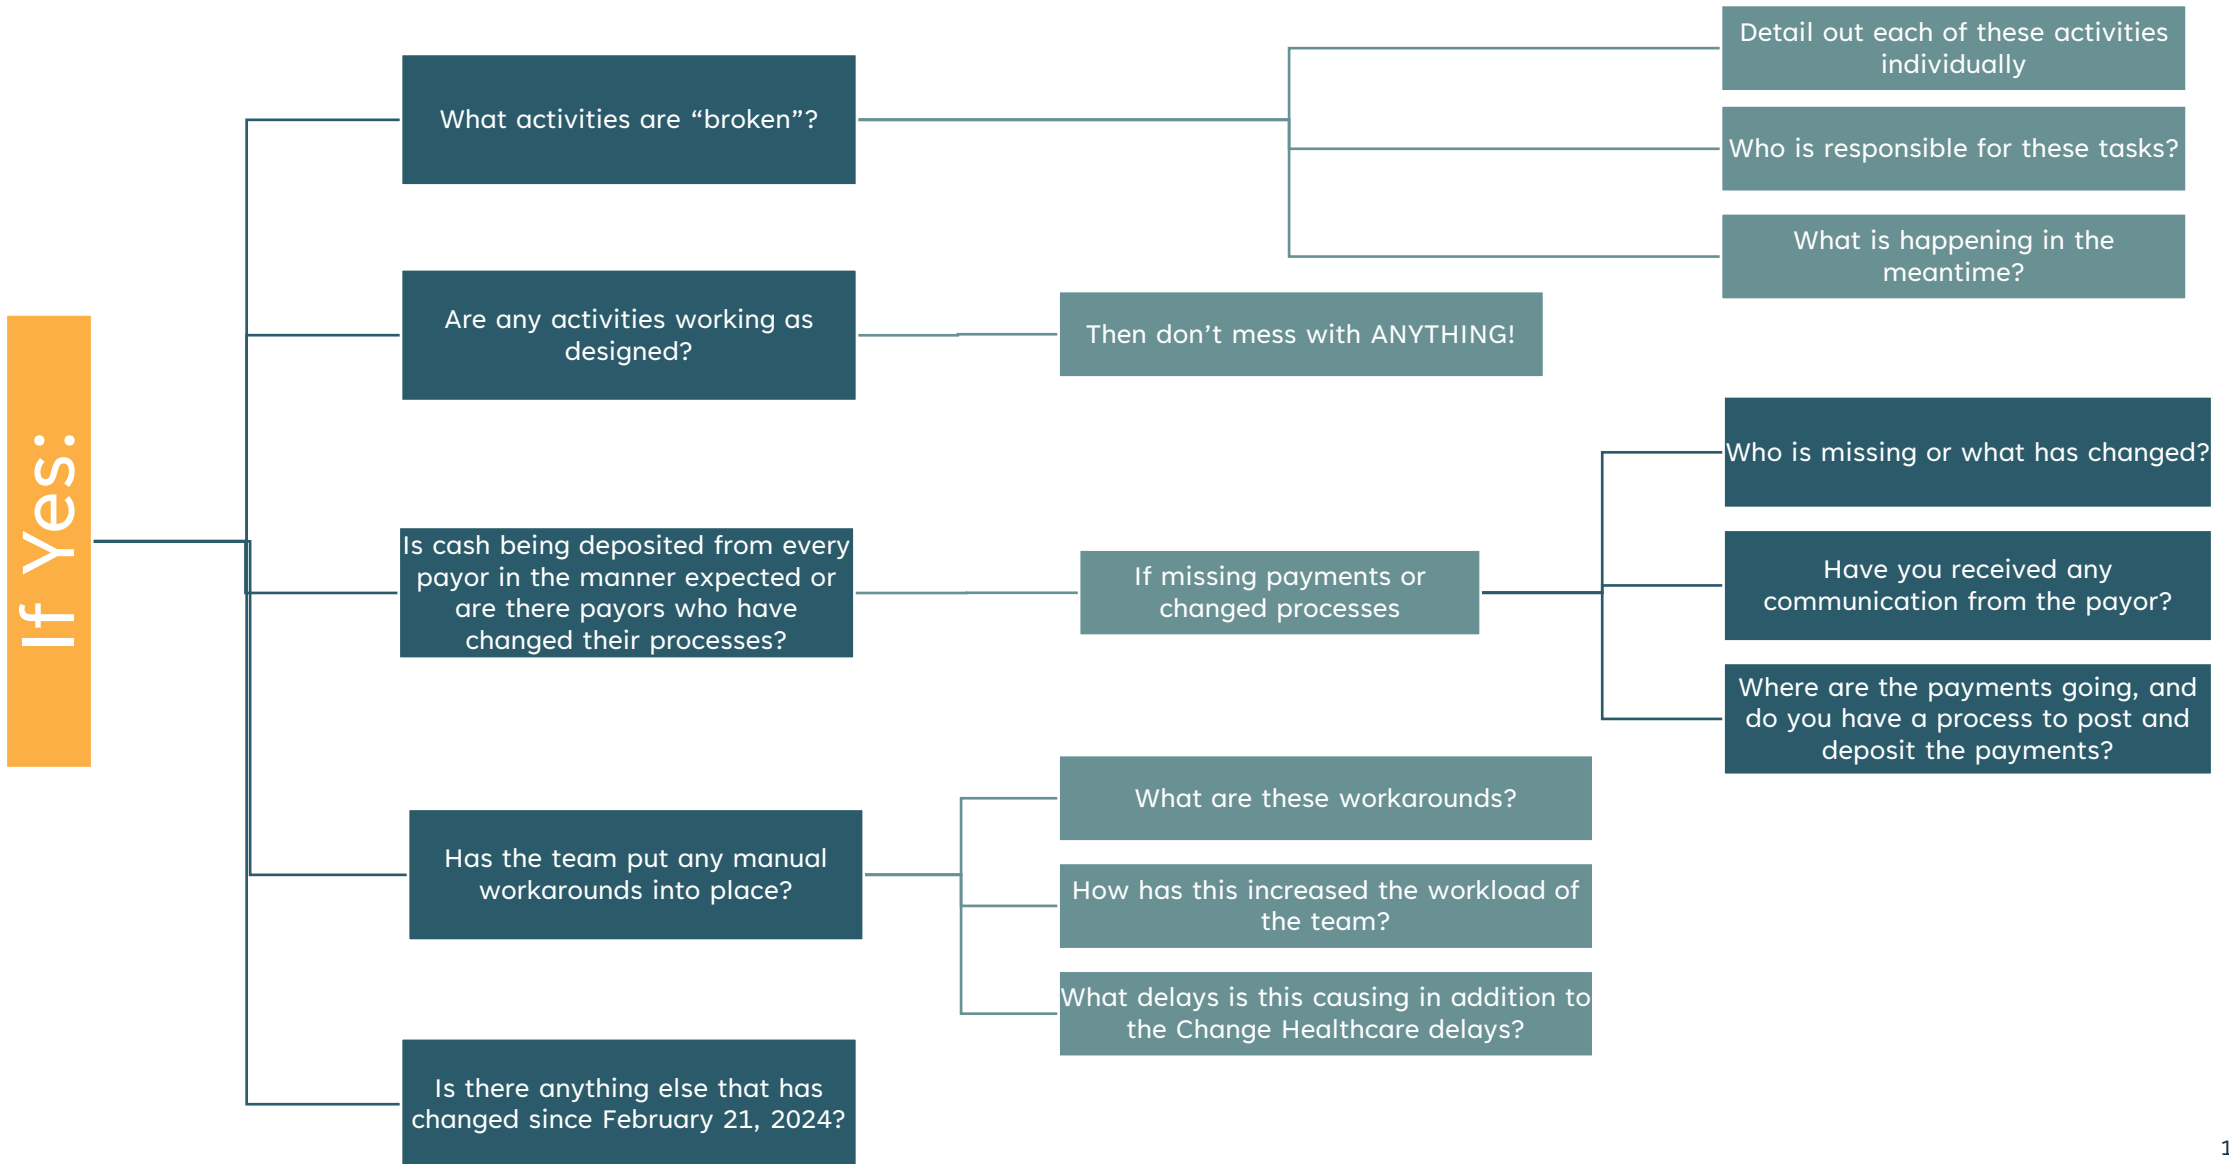 If Yes:
What activities are “broken”?
Detail out each of these activities
individually
Who is responsible for these tasks?
What is happening in the
meantime?
Are any activities working as
designed?
Then don’t mess with ANYTHING!
Is cash being deposited from every
payor in the manner expected or
are there payors who have
changed their processes?
If missing payments or
changed processes
Who is missing or what has changed?
Have you received any
communication from the payor?
Where are the payments going, and
do you have a process to post and
deposit the payments?
Has the team put any manual
workarounds into place?
What are these workarounds?
How has this increased the workload of
the team?
What delays is this causing in addition to
the Change Healthcare delays?
Is there anything else that has
changed since February 21, 2024?
1